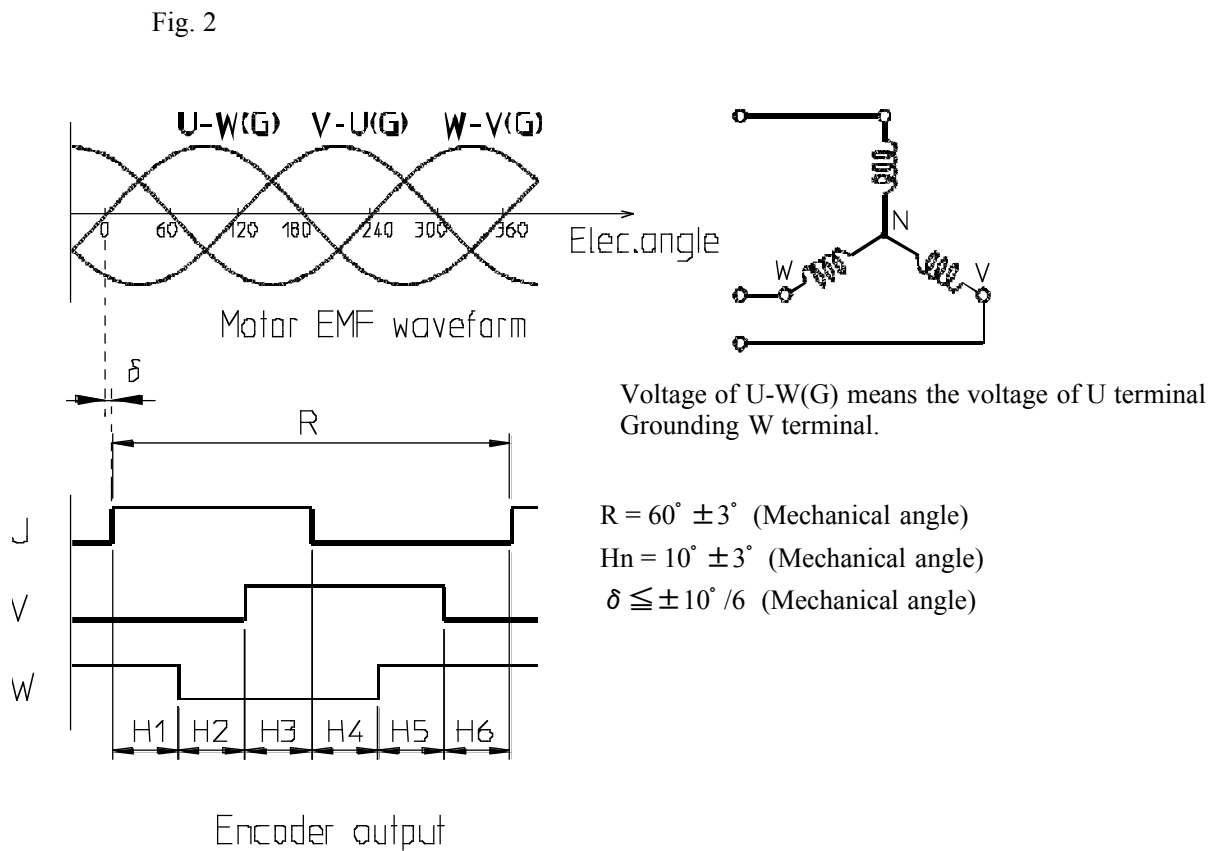 Fig. 2
U-W(G) V-U(G) W-V(G)
0 60 120 180 240 300 360
Elec.angle
Motor EMF waveform
N
W
V
δ
Voltage of U-W(G) means the voltage of U terminal
Grounding W terminal.
R
R = 60° ±3° (Mechanical angle)
Hn = 10° ±3° (Mechanical angle)
δ ≦ ± 10° /6 (Mechanical angle)
V
W
H1 H2 H3 H4 H5 H6
Encoder output